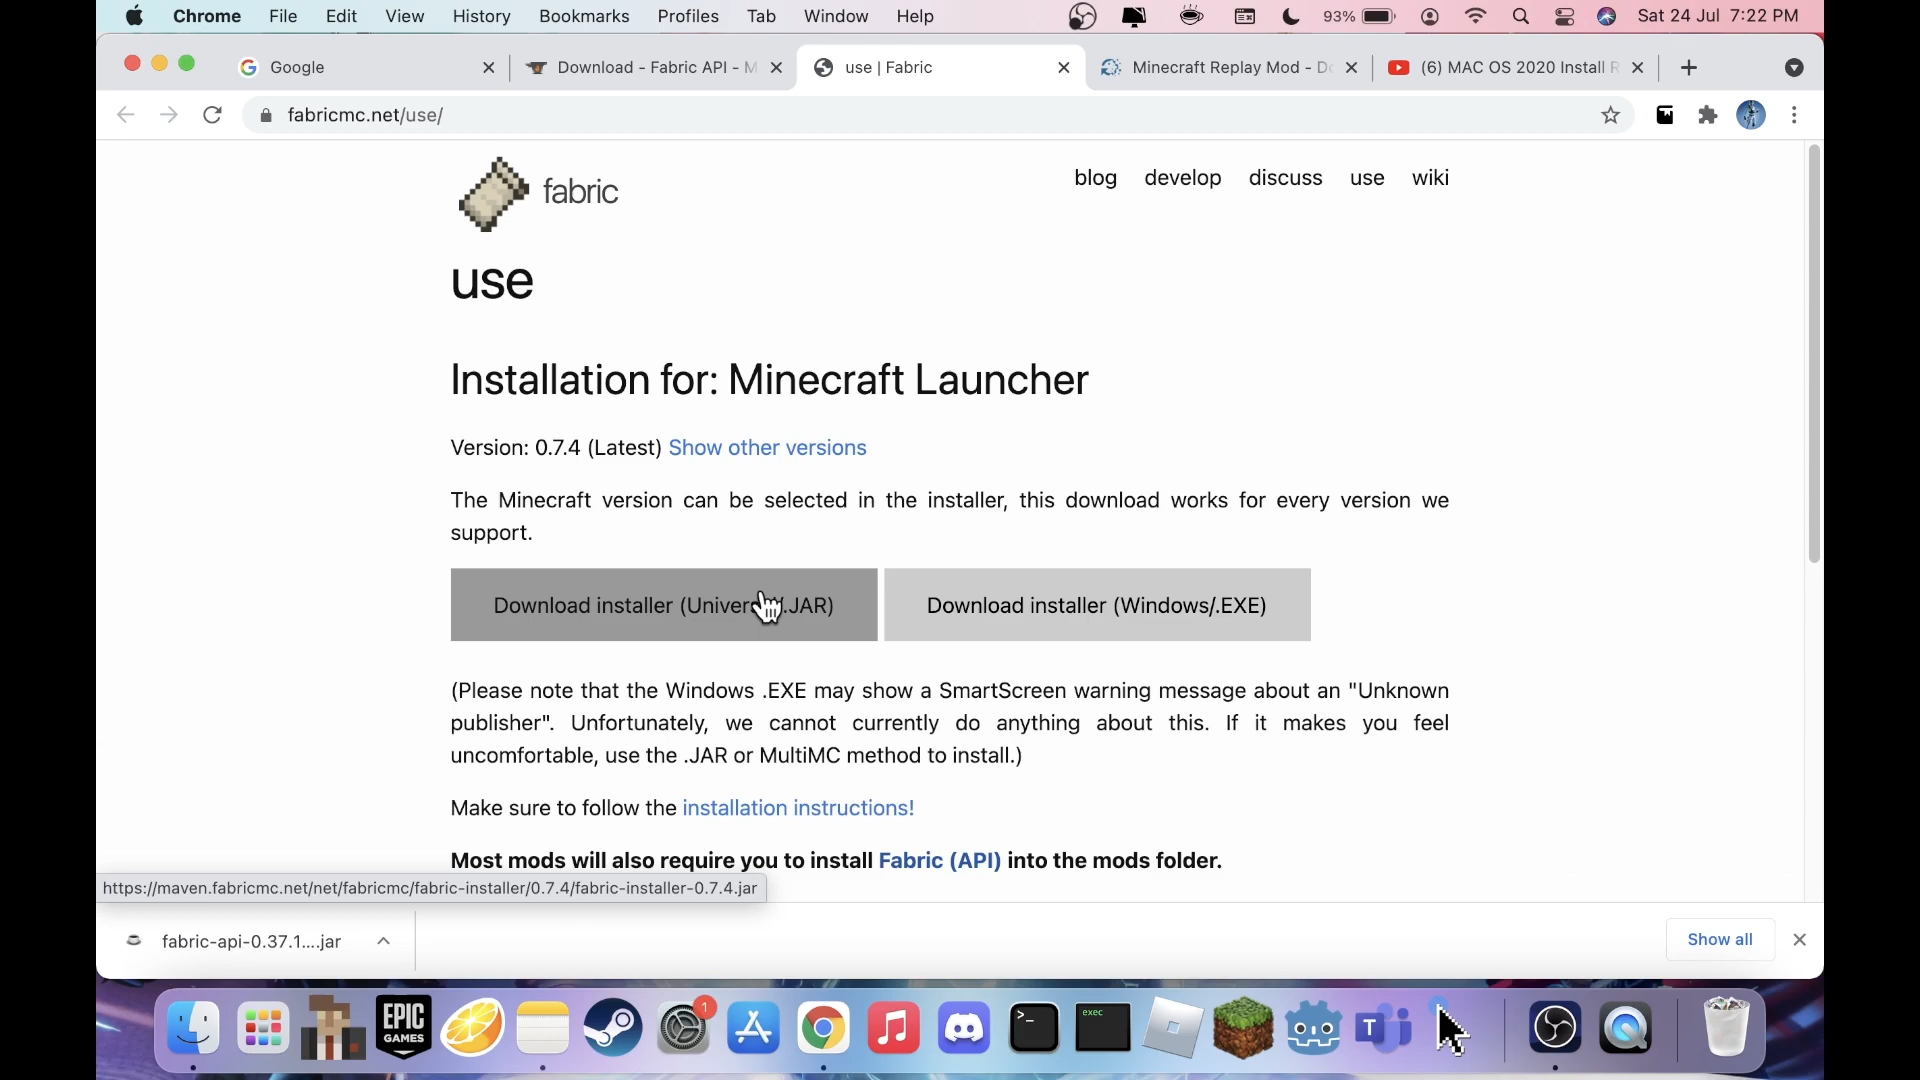 Chrome File Edit View History Bookmarks Profiles Tab Window Help 93% Sat 24 Jul 7:22 PM
Google Download - Fabric API - M use | Fabric Minecraft Replay Mod - Do (6) MAC OS 2020 Install R
fabricmc.net/use/
fabric blog develop discuss use wiki
use
Installation for: Minecraft Launcher
Version: 0.7.4 (Latest) Show other versions
The Minecraft version can be selected in the installer, this download works for every version we
support.
Download installer (Univers/.JAR) Download installer (Windows/.EXE)
(Please note that the Windows .EXE may show a SmartScreen warning message about an "Unknown
publisher". Unfortunately, we cannot currently do anything about this. If it makes you feel
uncomfortable, use the .JAR or MultiMC method to install.)
Make sure to follow the installation instructions!
Most mods will also require you to install Fabric (API) into the mods folder.
https://maven.fabricmc.net/net/fabricmc/fabric-installer/0.7.4/fabric-installer-0.7.4.jar
fabric-api-0.37.1....jar Show all
EPIC
GAMES
1
>_
exec
T